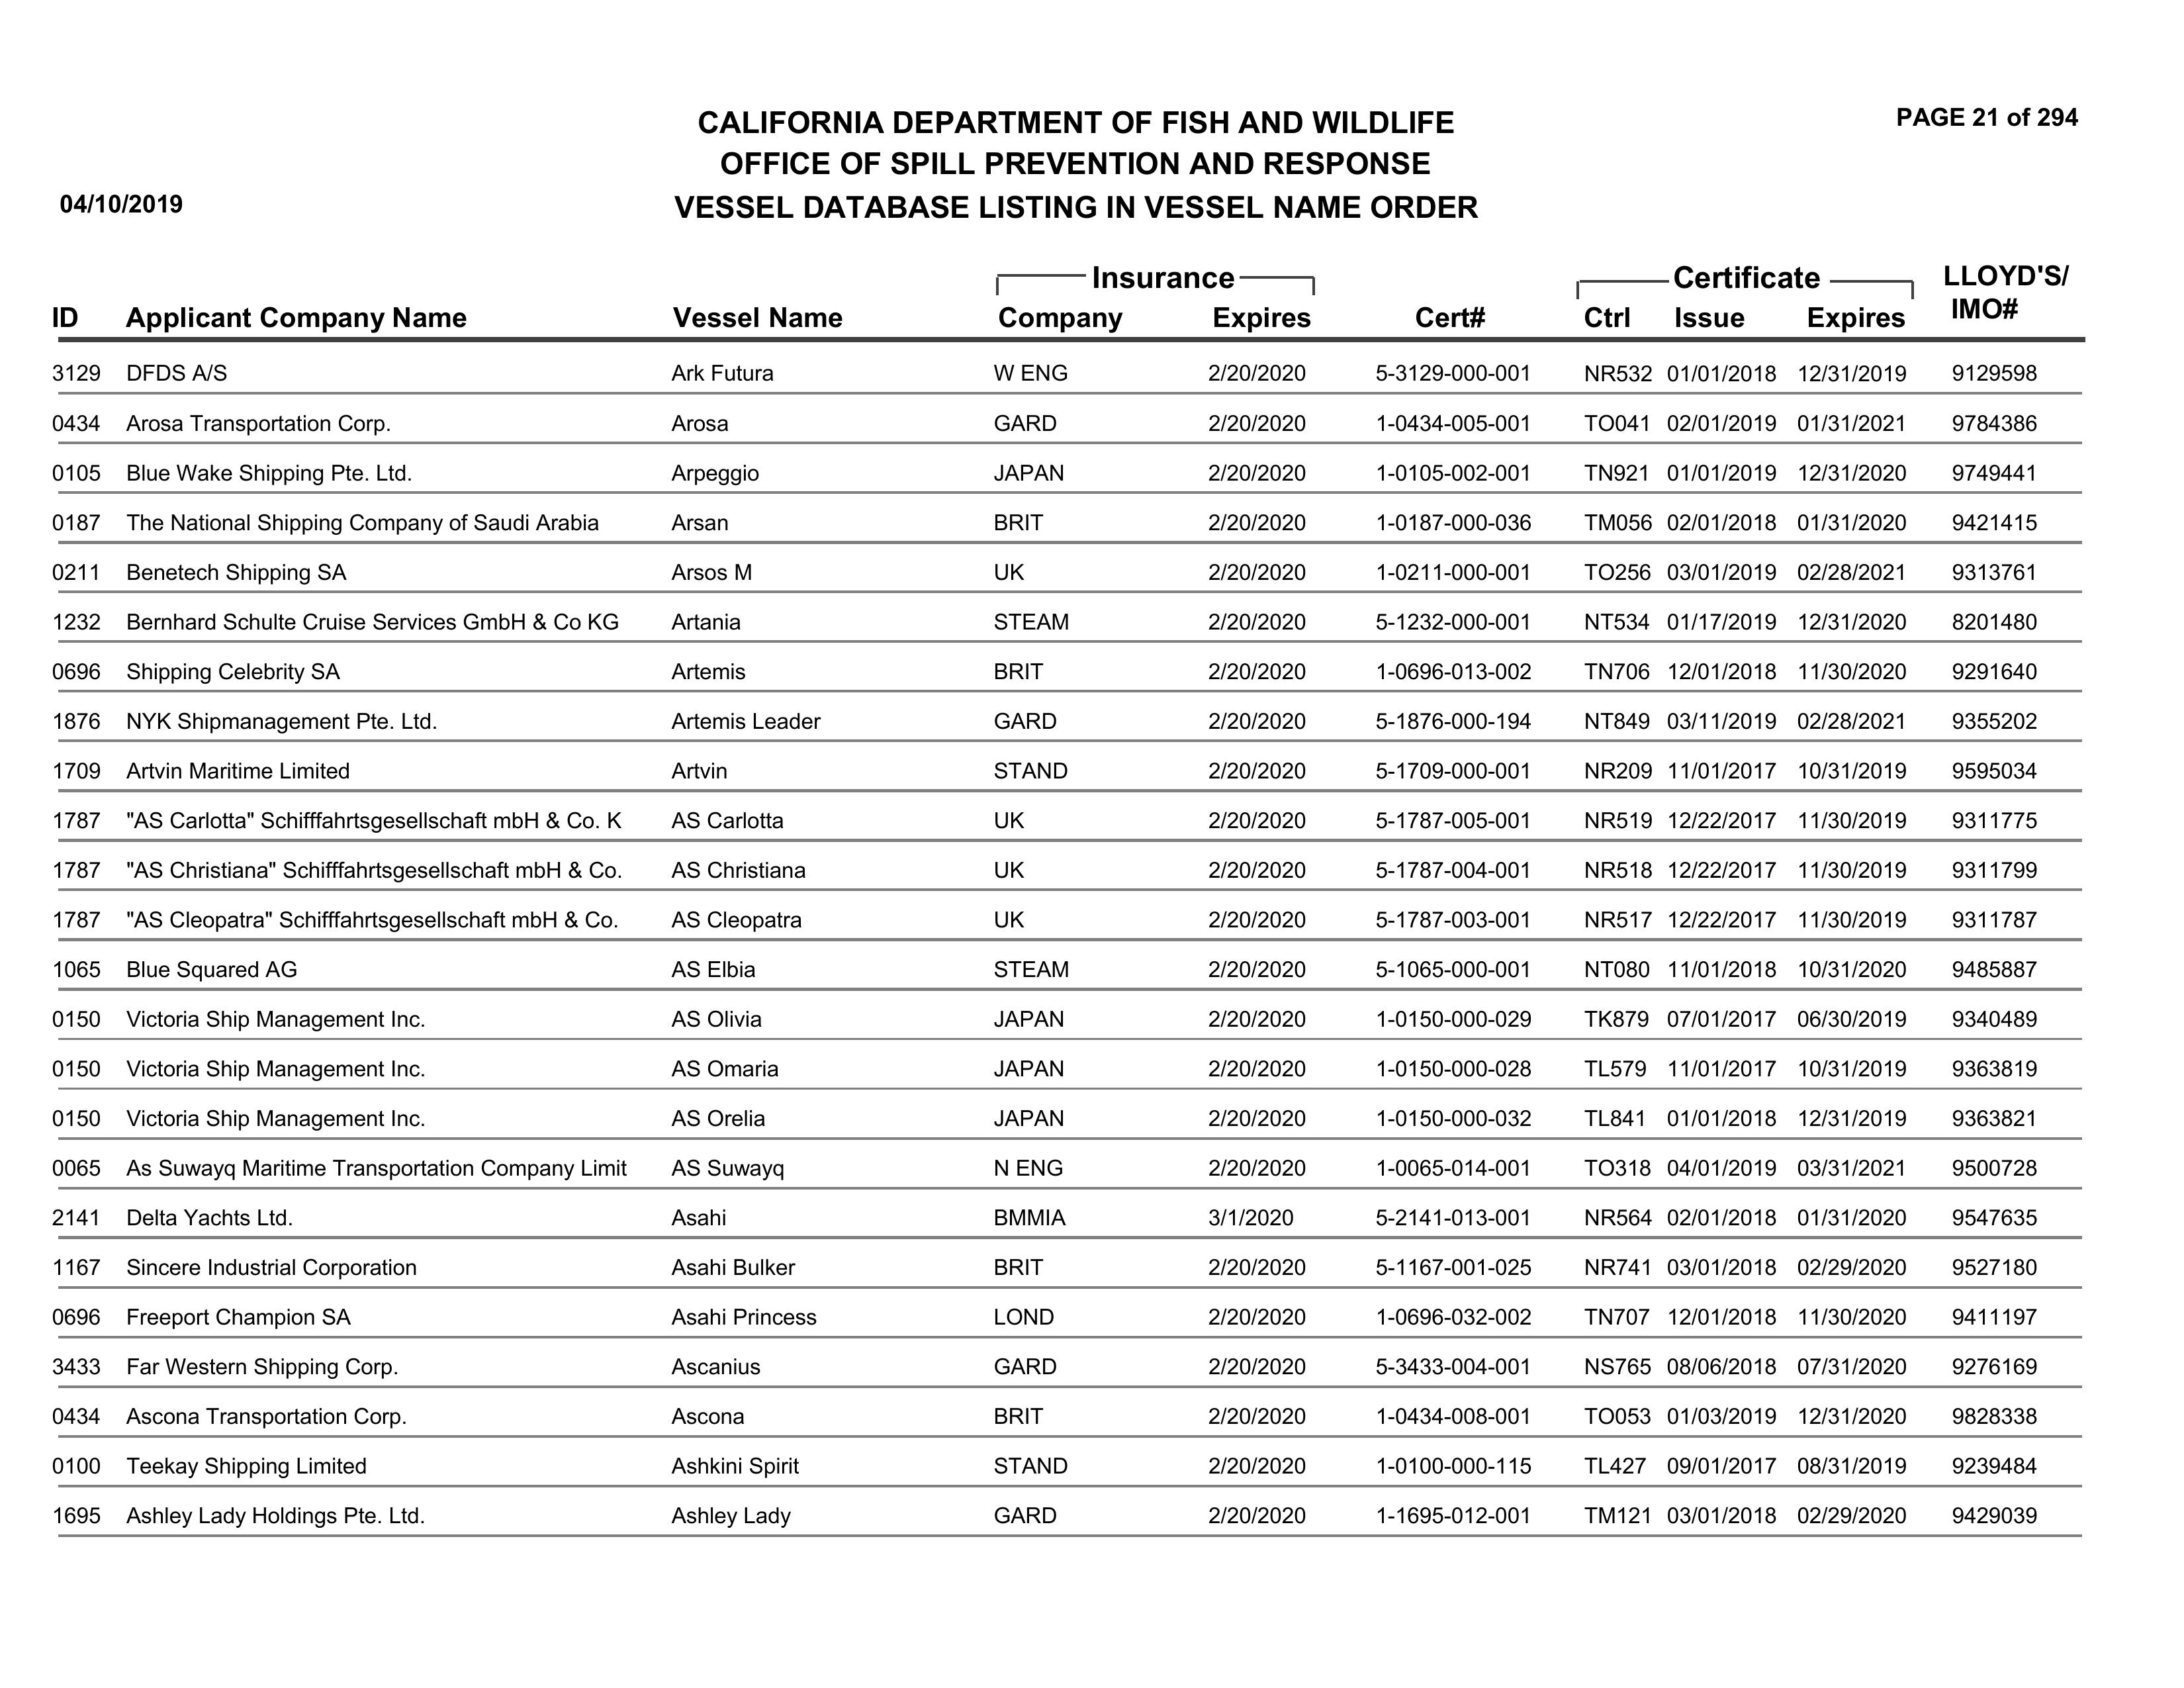 PAGE 21 of 294
CALIFORNIA DEPARTMENT OF FISH AND WILDLIFE
OFFICE OF SPILL PREVENTION AND RESPONSE
04/10/2019 VESSEL DATABASE LISTING IN VESSEL NAME ORDER
Insurance Certificate LLOYD'S/
ID Applicant Company Name Vessel Name Company Expires Cert# Ctrl Issue Expires IMO#
3129 DFDS A/S Ark Futura W ENG 2/20/2020 5-3129-000-001 NR532 01/01/2018 12/31/2019 9129598
0434 Arosa Transportation Corp. Arosa GARD 2/20/2020 1-0434-005-001 TO041 02/01/2019 01/31/2021 9784386
0105 Blue Wake Shipping Pte. Ltd. Arpeggio JAPAN 2/20/2020 1-0105-002-001 TN921 01/01/2019 12/31/2020 9749441
0187 The National Shipping Company of Saudi Arabia Arsan BRIT 2/20/2020 1-0187-000-036 TM056 02/01/2018 01/31/2020 9421415
0211 Benetech Shipping SA Arsos M UK 2/20/2020 1-0211-000-001 TO256 03/01/2019 02/28/2021 9313761
1232 Bernhard Schulte Cruise Services GmbH & Co KG Artania STEAM 2/20/2020 5-1232-000-001 NT534 01/17/2019 12/31/2020 8201480
0696 Shipping Celebrity SA Artemis BRIT 2/20/2020 1-0696-013-002 TN706 12/01/2018 11/30/2020 9291640
1876 NYK Shipmanagement Pte. Ltd. Artemis Leader GARD 2/20/2020 5-1876-000-194 NT849 03/11/2019 02/28/2021 9355202
1709 Artvin Maritime Limited Artvin STAND 2/20/2020 5-1709-000-001 NR209 11/01/2017 10/31/2019 9595034
1787 "AS Carlotta" Schifffahrtsgesellschaft mbH & Co. K AS Carlotta UK 2/20/2020 5-1787-005-001 NR519 12/22/2017 11/30/2019 9311775
1787 "AS Christiana" Schifffahrtsgesellschaft mbH & Co. AS Christiana UK 2/20/2020 5-1787-004-001 NR518 12/22/2017 11/30/2019 9311799
1787 "AS Cleopatra" Schifffahrtsgesellschaft mbH & Co. AS Cleopatra UK 2/20/2020 5-1787-003-001 NR517 12/22/2017 11/30/2019 9311787
1065 Blue Squared AG AS Elbia STEAM 2/20/2020 5-1065-000-001 NT080 11/01/2018 10/31/2020 9485887
0150 Victoria Ship Management Inc. AS Olivia JAPAN 2/20/2020 1-0150-000-029 TK879 07/01/2017 06/30/2019 9340489
0150 Victoria Ship Management Inc. AS Omaria JAPAN 2/20/2020 1-0150-000-028 TL579 11/01/2017 10/31/2019 9363819
0150 Victoria Ship Management Inc. AS Orelia JAPAN 2/20/2020 1-0150-000-032 TL841 01/01/2018 12/31/2019 9363821
0065 As Suwayq Maritime Transportation Company Limit AS Suwayq N ENG 2/20/2020 1-0065-014-001 TO318 04/01/2019 03/31/2021 9500728
2141 Delta Yachts Ltd. Asahi BMMIA 3/1/2020 5-2141-013-001 NR564 02/01/2018 01/31/2020 9547635
1167 Sincere Industrial Corporation Asahi Bulker BRIT 2/20/2020 5-1167-001-025 NR741 03/01/2018 02/29/2020 9527180
0696 Freeport Champion SA Asahi Princess LOND 2/20/2020 1-0696-032-002 TN707 12/01/2018 11/30/2020 9411197
3433 Far Western Shipping Corp. Ascanius GARD 2/20/2020 5-3433-004-001 NS765 08/06/2018 07/31/2020 9276169
0434 Ascona Transportation Corp. Ascona BRIT 2/20/2020 1-0434-008-001 TO053 01/03/2019 12/31/2020 9828338
0100 Teekay Shipping Limited Ashkini Spirit STAND 2/20/2020 1-0100-000-115 TL427 09/01/2017 08/31/2019 9239484
1695 Ashley Lady Holdings Pte. Ltd. Ashley Lady GARD 2/20/2020 1-1695-012-001 TM121 03/01/2018 02/29/2020 9429039